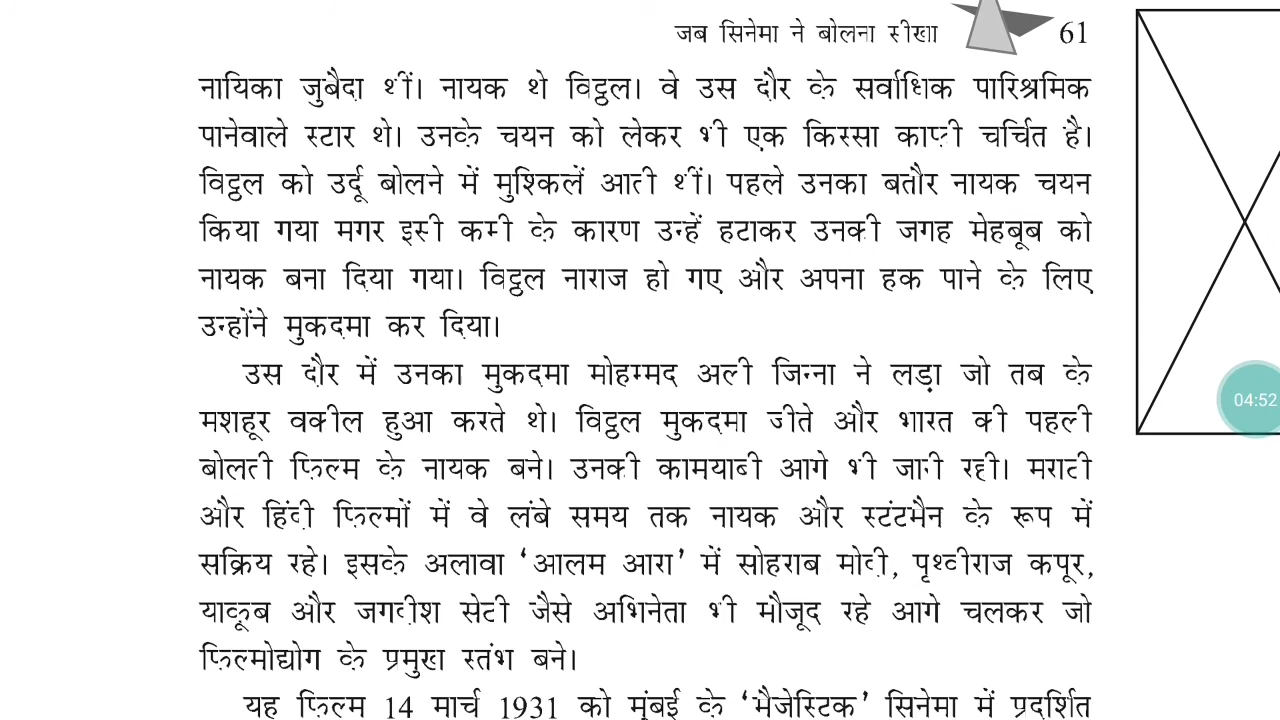 जब सिनेमा ने बोलना सीखा 61
नायिका जुबैदा थीं। नायक थे विट्ठल। वे उस दौर के सर्वाधिक पारिश्रमिक
पानेवाले स्टार थे। उनके चयन को लेकर भी एक किस्सा काफ़ी चर्चित है।
विट्ठल को उर्दू बोलने में मुश्किलें आती थीं। पहले उनका बतौर नायक चयन
किया गया मगर इसी कमी के कारण उन्हें हटाकर उनकी जगह मेहबूब को
नायक बना दिया गया। विट्ठल नाराज हो गए और अपना हक पाने के लिए
उन्होंने मुकदमा कर दिया।
उस दौर में उनका मुकदमा मोहम्मद अली जिन्ना ने लड़ा जो तब के
मशहूर वकील हुआ करते थे। विट्ठल मुकदमा जीते और भारत की पहली
बोलती फ़िल्म के नायक बने। उनकी कामयाबी आगे भी जारी रही। मराठी
और हिंदी फ़िल्मों में वे लंबे समय तक नायक और स्टंटमैन के रूप में
सक्रिय रहे। इसके अलावा ‘आलम आरा’ में सोहराब मोदी, पृथ्वीराज कपूर,
याकूब और जगदीश सेठी जैसे अभिनेता भी मौजूद रहे आगे चलकर जो
फ़िल्मोद्योग के प्रमुख स्तंभ बने।
यह फ़िल्म 14 मार्च 1931 को मुंबई के ‘मैजेस्टिक’ सिनेमा में प्रदर्शित
04:52